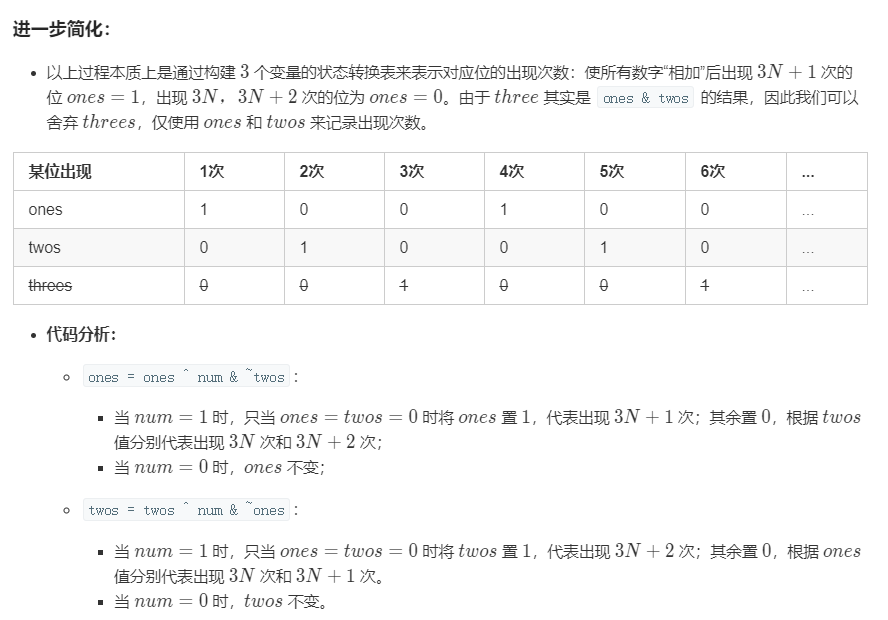 进一步简化：
以上过程本质上是通过构建 3 个变量的状态转换表来表示对应位的出现次数：使所有数字“相加”后出现 3N + 1 次的
位 ones = 1，出现 3N，3N + 2 次的位为 ones = 0。由于 three 其实是 ones & twos 的结果，因此我们可以
舍弃 threes，仅使用 ones 和 twos 来记录出现次数。
某位出现 1次 2次 3次 4次 5次 6次 ...
ones 1 0 0 1 0 0 ...
twos 0 1 0 0 1 0 ...
threes 0 0 1 0 0 1 ...
代码分析：
ones = ones ^ num & ~twos ：
当 num = 1 时，只当 ones = twos = 0 时将 ones 置 1，代表出现 3N + 1 次；其余置 0，根据 twos
值分别代表出现 3N 次和 3N + 2 次；
当 num = 0 时，ones 不变；
twos = twos ^ num & ~ones ：
当 num = 1 时，只当 ones = twos = 0 时将 twos 置 1，代表出现 3N + 2 次；其余置 0，根据 ones
值分别代表出现 3N 次和 3N + 1 次。
当 num = 0 时，twos 不变。